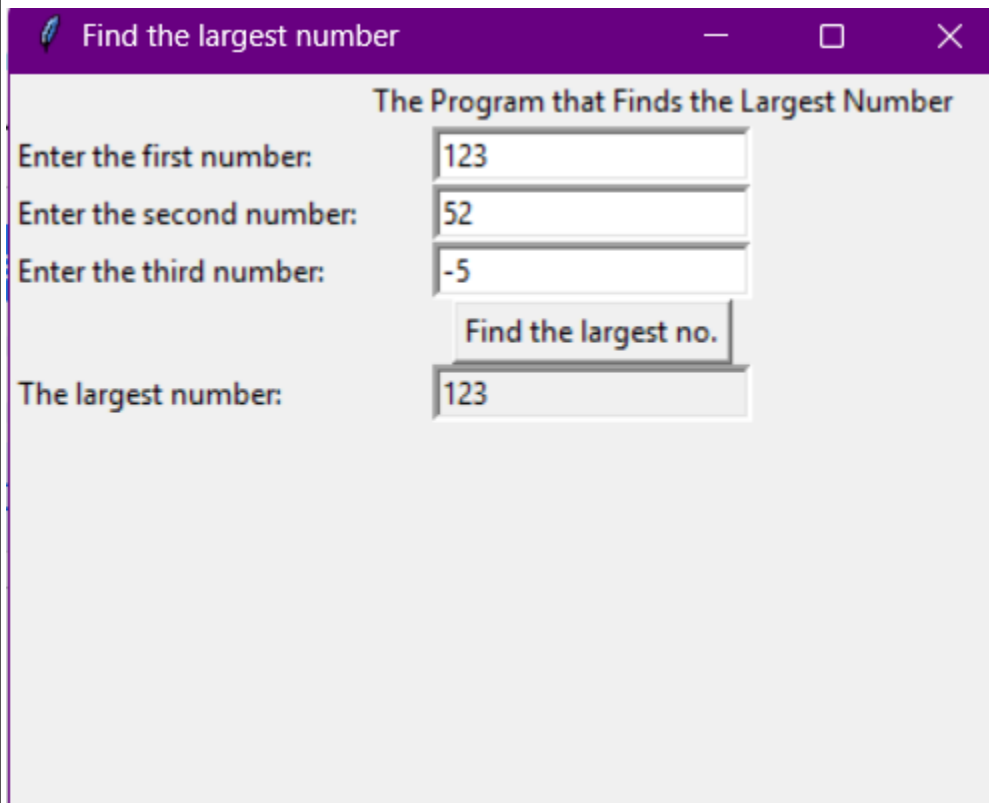 Find the largest number
The Program that Finds the Largest Number
Enter the first number: 123
Enter the second number: 52
Enter the third number: -5
Find the largest no.
The largest number: 123